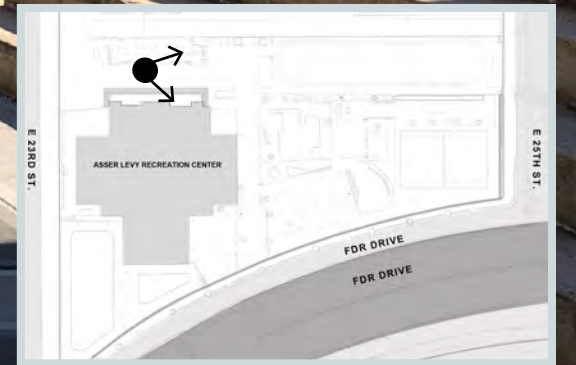 E 23RD ST.
ASSER LEVY RECREATION CENTER
E 25TH ST.
FDR DRIVE
FDR DRIVE